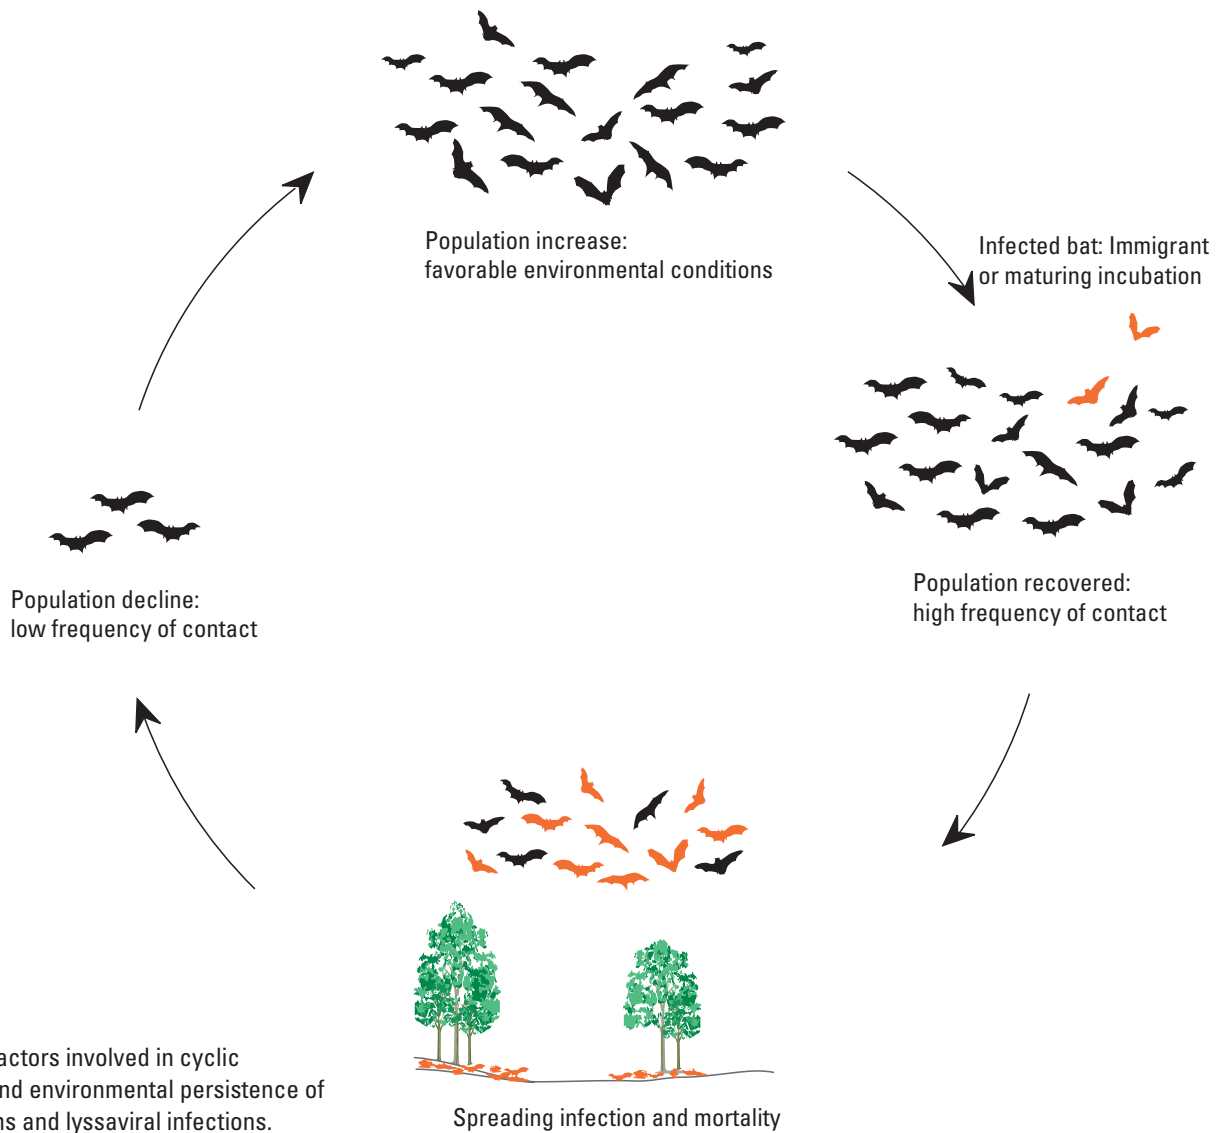 Population increase:
favorable environmental conditions
Infected bat: Immigrant
or maturing incubation
Population recovered:
high frequency of contact
Population decline:
low frequency of contact
Spreading infection and mortality
actors involved in cyclic
nd environmental persistence of
ns and lyssaviral infections.